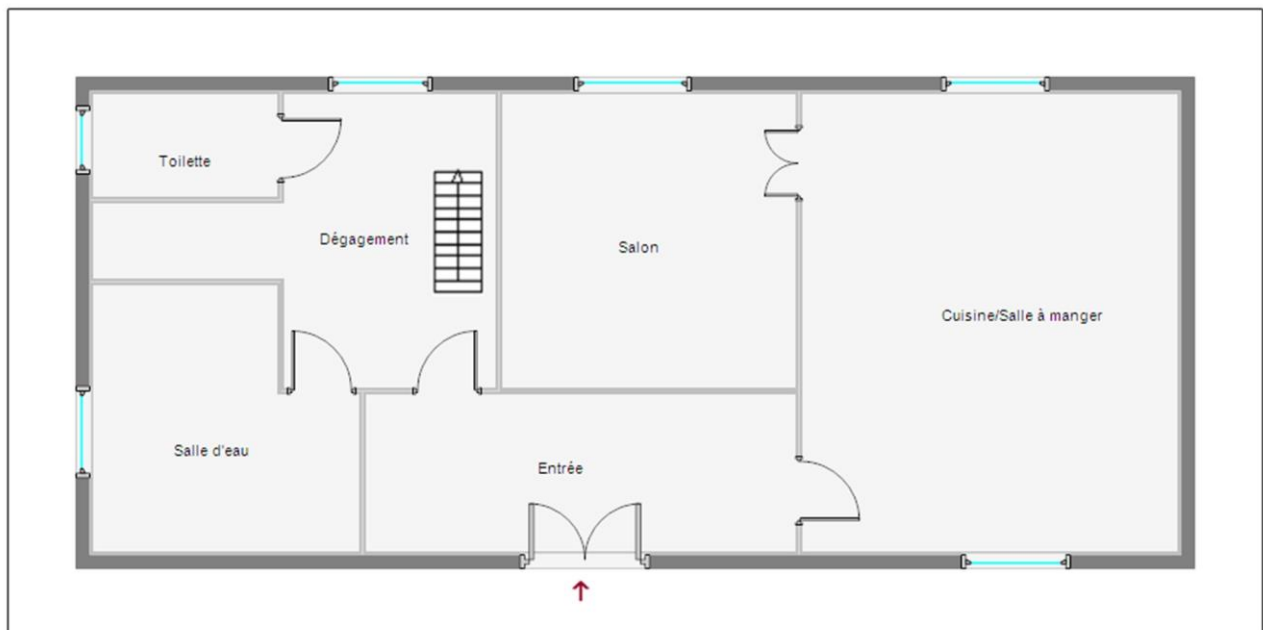 Toilette
Dégagement
Salon
Cuisine/Salle à manger
Salle d'eau
Entrée